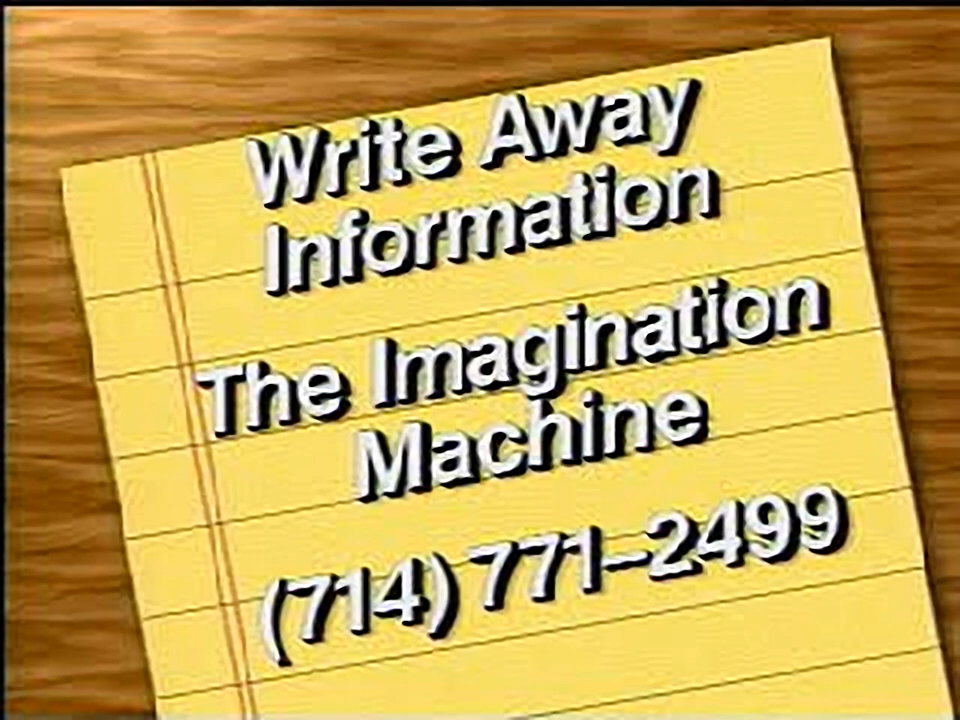 Write Away
Information
The Imagination
Machine
(714) 771–2499